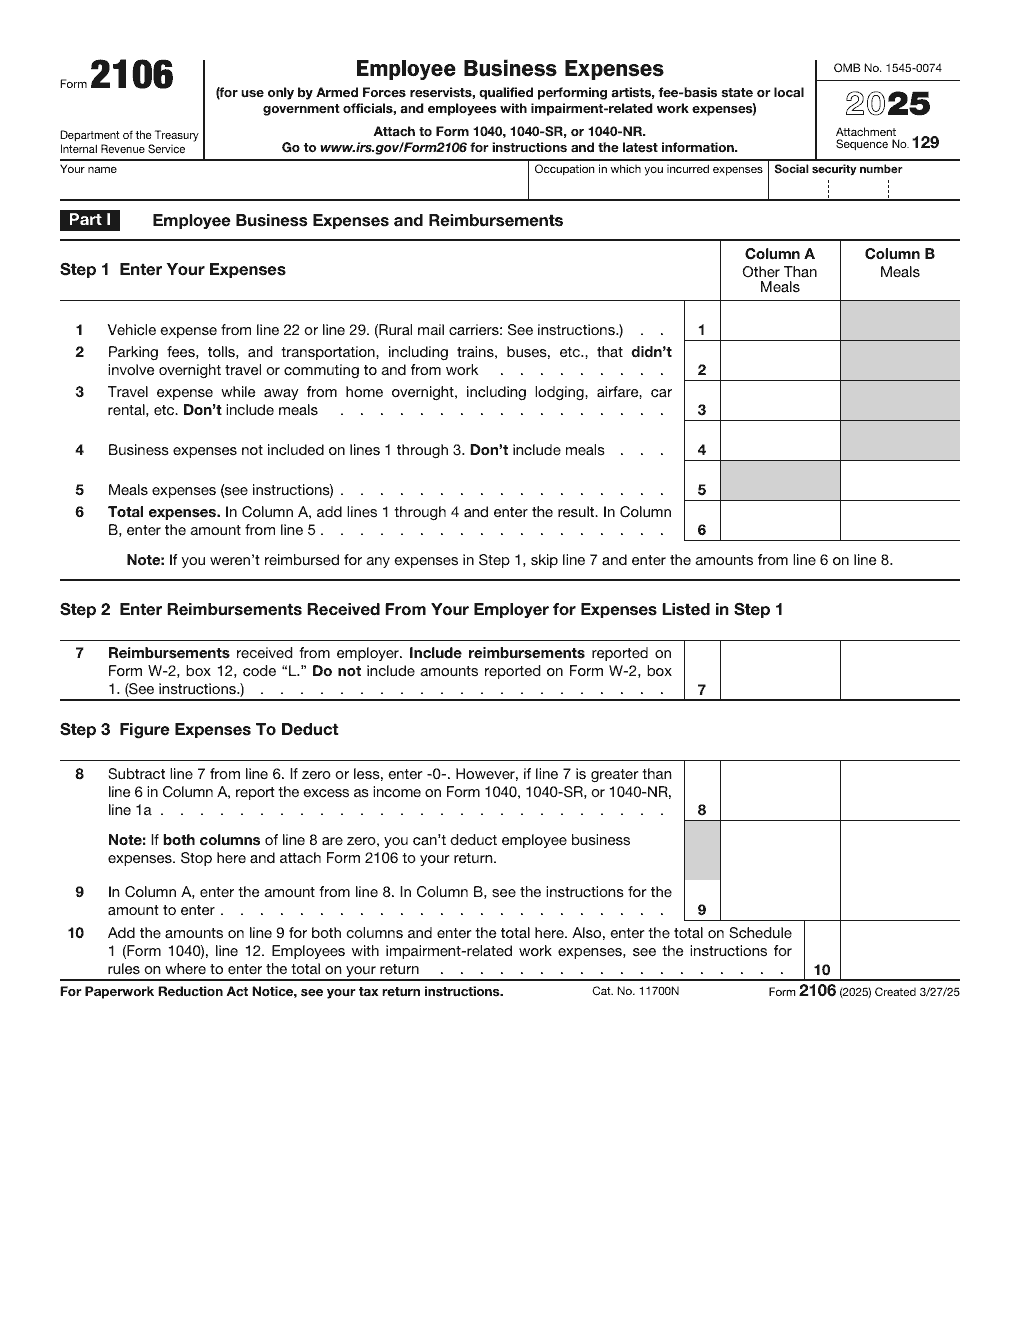 Form 2106
Department of the Treasury
Internal Revenue Service
Employee Business Expenses
(for use only by Armed Forces reservists, qualified performing artists, fee-basis state or local
government officials, and employees with impairment-related work expenses)
Attach to Form 1040, 1040-SR, or 1040-NR.
Go to www.irs.gov/Form2106 for instructions and the latest information.
OMB No. 1545-0074
2025
Attachment
Sequence No. 129
Your name
Occupation in which you incurred expenses
Social security number
Part I Employee Business Expenses and Reimbursements
Step 1 Enter Your Expenses
Column A
Other Than
Meals
Column B
Meals
1 Vehicle expense from line 22 or line 29. (Rural mail carriers: See instructions.) . . 1
2 Parking fees, tolls, and transportation, including trains, buses, etc., that didn't
involve overnight travel or commuting to and from work . . . . . . . . . 2
3 Travel expense while away from home overnight, including lodging, airfare, car
rental, etc. Don't include meals . . . . . . . . . . . . . . . . . 3
4 Business expenses not included on lines 1 through 3. Don't include meals . . . 4
5 Meals expenses (see instructions) . . . . . . . . . . . . . . . . . 5
6 Total expenses. In Column A, add lines 1 through 4 and enter the result. In Column
B, enter the amount from line 5 . . . . . . . . . . . . . . . . . . 6
Note: If you weren't reimbursed for any expenses in Step 1, skip line 7 and enter the amounts from line 6 on line 8.
Step 2 Enter Reimbursements Received From Your Employer for Expenses Listed in Step 1
7 Reimbursements received from employer. Include reimbursements reported on
Form W-2, box 12, code “L.” Do not include amounts reported on Form W-2, box
1. (See instructions.) . . . . . . . . . . . . . . . . . . . . . 7
Step 3 Figure Expenses To Deduct
8 Subtract line 7 from line 6. If zero or less, enter -0-. However, if line 7 is greater than
line 6 in Column A, report the excess as income on Form 1040, 1040-SR, or 1040-NR,
line 1a . . . . . . . . . . . . . . . . . . . . . . . . . . 8
Note: If both columns of line 8 are zero, you can't deduct employee business
expenses. Stop here and attach Form 2106 to your return.
9 In Column A, enter the amount from line 8. In Column B, see the instructions for the
amount to enter . . . . . . . . . . . . . . . . . . . . . . . 9
10 Add the amounts on line 9 for both columns and enter the total here. Also, enter the total on Schedule
1 (Form 1040), line 12. Employees with impairment-related work expenses, see the instructions for
rules on where to enter the total on your return . . . . . . . . . . . . . . . . . . 10
For Paperwork Reduction Act Notice, see your tax return instructions.
Cat. No. 11700N
Form 2106 (2025) Created 3/27/25